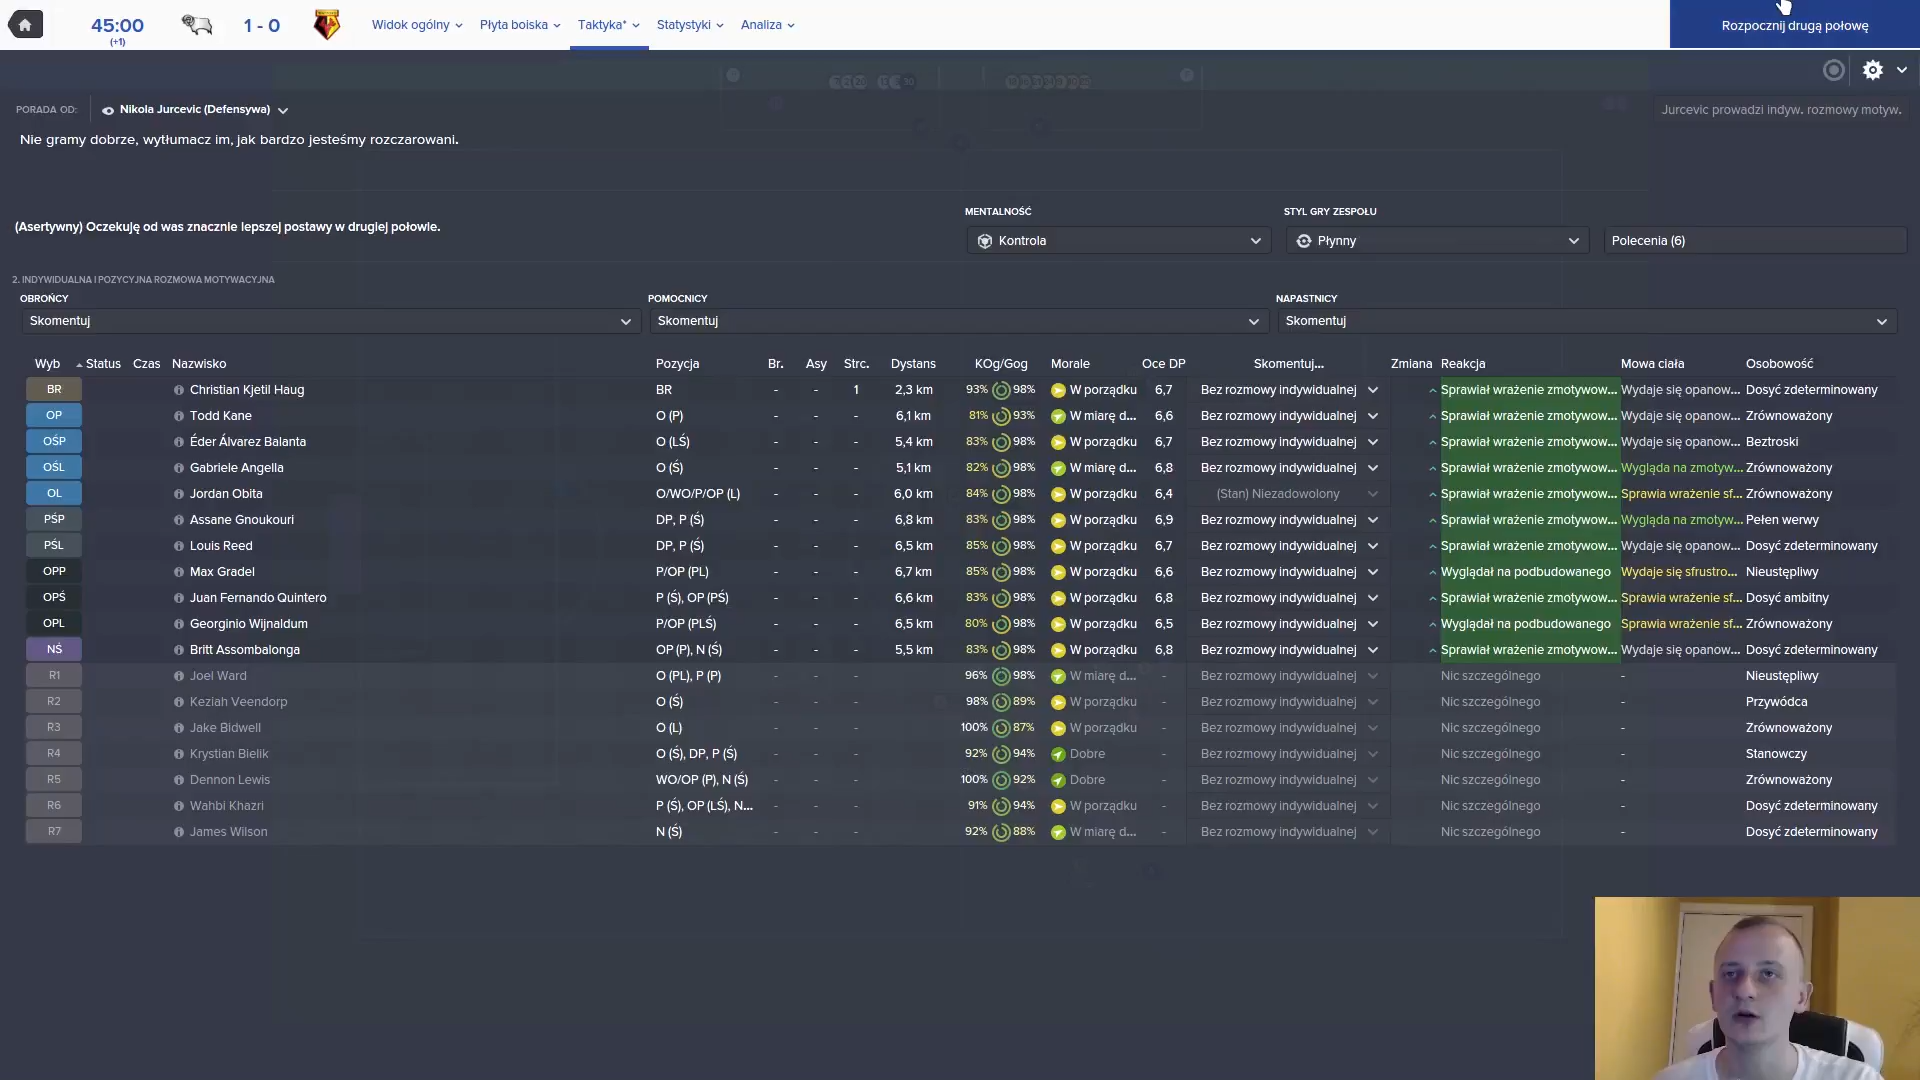 45:00
(+1)
1 - 0
Widok ogólny
Płyta boiska
Taktyka*
Statystyki
Analiza
Rozpocznij drugą połowę
PORADA OD:
Nikola Jurcevic (Defensywa)
Jurcevic prowadzi indyw. rozmowy motyw.
Nie gramy dobrze, wytłumacz im, jak bardzo jesteśmy rozczarowani.
MENTALNOŚĆ
STYL GRY ZESPOŁU
(Asertywny) Oczekuję od was znacznie lepszej postawy w drugiej połowie.
Kontrola
Płynny
Polecenia (6)
2. INDYWIDUALNA I POZYCYJNA ROZMOWA MOTYWACYJNA
OBROŃCY
POMOCNICY
NAPASTNICY
Skomentuj
Skomentuj
Skomentuj
Wyb Status Czas Nazwisko Pozycja Br. Asy Strc. Dystans KOg/Gog Morale Oce DP Skomentuj... Zmiana Reakcja Mowa ciała Osobowość
BR Christian Kjetil Haug BR - - 1 2,3 km 93% 98% W porządku 6,7 Bez rozmowy indywidualnej Sprawiał wrażenie zmotywow... Wydaje się opanow... Dosyć zdeterminowany
OP Todd Kane O (P) - - - 6,1 km 81% 93% W miarę d... 6,6 Bez rozmowy indywidualnej Sprawiał wrażenie zmotywow... Wydaje się opanow... Zrównoważony
OŚP Éder Álvarez Balanta O (LŚ) - - - 5,4 km 83% 98% W porządku 6,7 Bez rozmowy indywidualnej Sprawiał wrażenie zmotywow... Wydaje się opanow... Beztroski
OŚL Gabriele Angella O (Ś) - - - 5,1 km 82% 98% W miarę d... 6,8 Bez rozmowy indywidualnej Sprawiał wrażenie zmotywow... Wygląda na zmotyw... Zrównoważony
OL Jordan Obita O/WO/P/OP (L) - - - 6,0 km 84% 98% W porządku 6,4 (Stan) Niezadowolony Sprawiał wrażenie zmotywow... Sprawia wrażenie sf... Zrównoważony
PŚP Assane Gnoukouri DP, P (Ś) - - - 6,8 km 83% 98% W porządku 6,9 Bez rozmowy indywidualnej Sprawiał wrażenie zmotywow... Wygląda na zmotyw... Pełen werwy
PŚL Louis Reed DP, P (Ś) - - - 6,5 km 85% 98% W porządku 6,7 Bez rozmowy indywidualnej Sprawiał wrażenie zmotywow... Wydaje się opanow... Dosyć zdeterminowany
OPP Max Gradel P/OP (PL) - - - 6,7 km 85% 98% W porządku 6,6 Bez rozmowy indywidualnej Wyglądał na podbudowanego Wydaje się sfrustro... Nieustępliwy
OPŚ Juan Fernando Quintero P (Ś), OP (PŚ) - - - 6,6 km 83% 98% W porządku 6,8 Bez rozmowy indywidualnej Sprawiał wrażenie zmotywow... Sprawia wrażenie sf... Dosyć ambitny
OPL Georginio Wijnaldum P/OP (PLŚ) - - - 6,5 km 80% 98% W porządku 6,5 Bez rozmowy indywidualnej Wyglądał na podbudowanego Sprawia wrażenie sf... Zrównoważony
NŚ Britt Assombalonga OP (P), N (Ś) - - - 5,5 km 83% 98% W porządku 6,8 Bez rozmowy indywidualnej Sprawiał wrażenie zmotywow... Wydaje się opanow... Dosyć zdeterminowany
R1 Joel Ward O (PL), P (P) - - - 96% 98% W miarę d... - Bez rozmowy indywidualnej Nic szczególnego - Nieustępliwy
R2 Keziah Veendorp O (Ś) - - - 98% 89% W porządku - Bez rozmowy indywidualnej Nic szczególnego - Przywódca
R3 Jake Bidwell O (L) - - - 100% 87% W porządku - Bez rozmowy indywidualnej Nic szczególnego - Zrównoważony
R4 Krystian Bielik O (Ś), DP, P (Ś) - - - 92% 94% Dobre - Bez rozmowy indywidualnej Nic szczególnego - Stanowczy
R5 Dennon Lewis WO/OP (P), N (Ś) - - - 100% 92% Dobre - Bez rozmowy indywidualnej Nic szczególnego - Zrównoważony
R6 Wahbi Khazri P (Ś), OP (LŚ), N... - - - 91% 94% W porządku - Bez rozmowy indywidualnej Nic szczególnego - Dosyć zdeterminowany
R7 James Wilson N (Ś) - - - 92% 88% W miarę d... - Bez rozmowy indywidualnej Nic szczególnego - Dosyć zdeterminowany